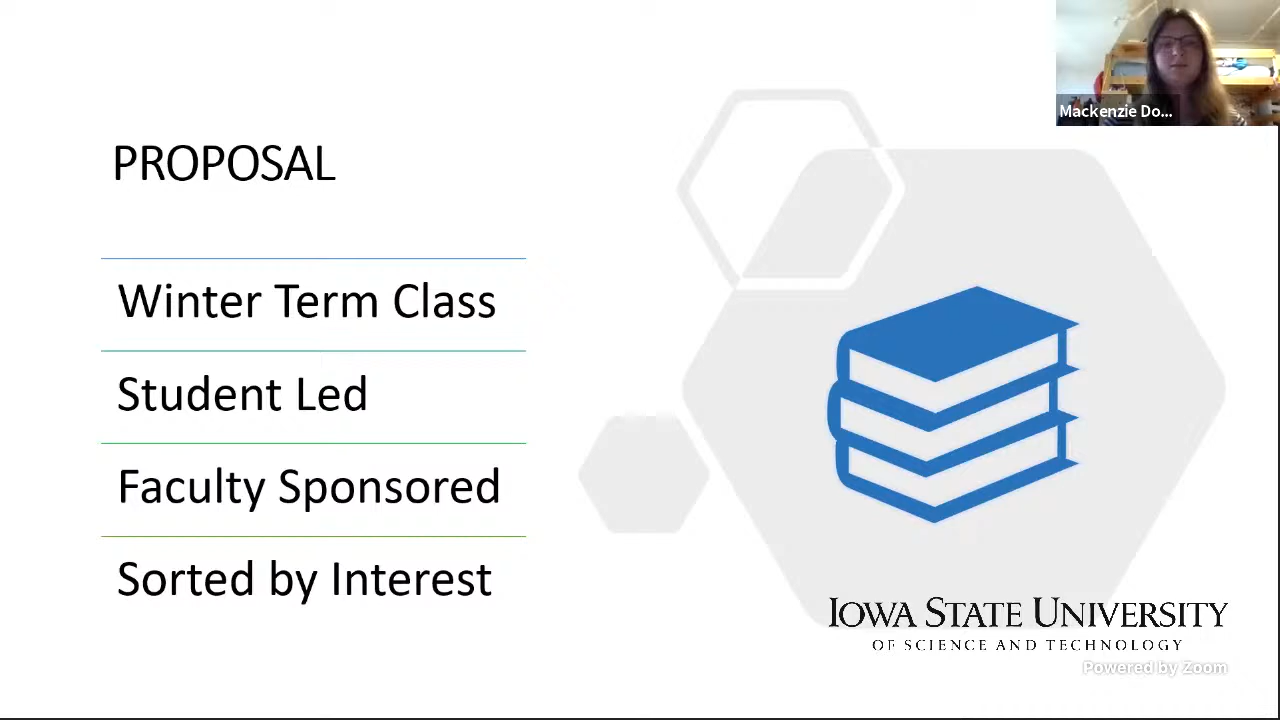 Mackenzie Do...
PROPOSAL
Winter Term Class
Student Led
Faculty Sponsored
Sorted by Interest
IOWA STATE UNIVERSITY
OF SCIENCE AND TECHNOLOGY
Powered by Zoom